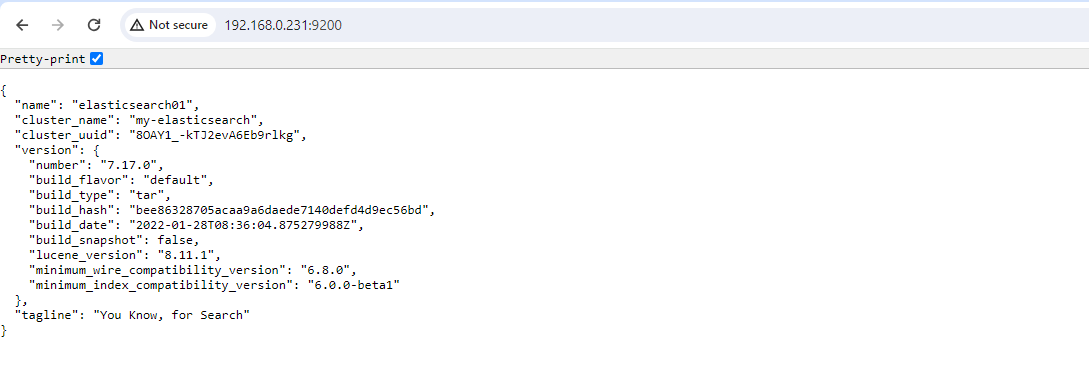 Not secure 192.168.0.231:9200
Pretty-print
{
  "name": "elasticsearch01",
  "cluster_name": "my-elasticsearch",
  "cluster_uuid": "8OAY1_-kTJ2evA6Eb9rlkg",
  "version": {
    "number": "7.17.0",
    "build_flavor": "default",
    "build_type": "tar",
    "build_hash": "bee86328705acaa9a6daede7140defd4d9ec56bd",
    "build_date": "2022-01-28T08:36:04.875279988Z",
    "build_snapshot": false,
    "lucene_version": "8.11.1",
    "minimum_wire_compatibility_version": "6.8.0",
    "minimum_index_compatibility_version": "6.0.0-beta1"
  },
  "tagline": "You Know, for Search"
}